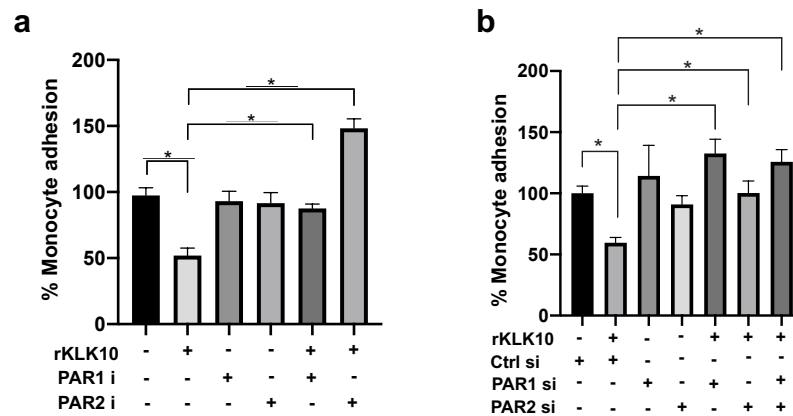 a
% Monocyte adhesion
200
150
100
50
0
*
*
*
rKLK10 - + - - + +
PAR1 i - - + - + -
PAR2 i - - - + - +
b
% Monocyte adhesion
200
150
100
50
0
*
*
*
*
rKLK10 - + - - + + +
Ctrl si + + - - - - -
PAR1 si - - + - + - +
PAR2 si - - - + - + +